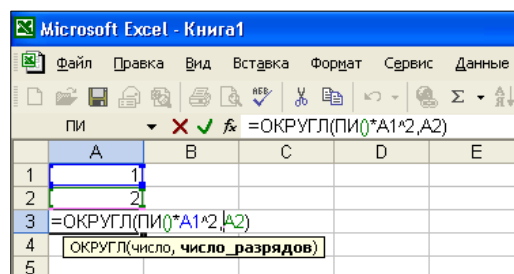 Microsoft Excel - Книга1
Файл Правка Вид Вставка Формат Сервис Данные
ПИ =ОКРУГЛ(ПИ()*A1^2,A2)
A B C D E
1 1
2 2
3 =ОКРУГЛ(ПИ()*A1^2,A2)
4 ОКРУГЛ(число, число_разрядов)
5